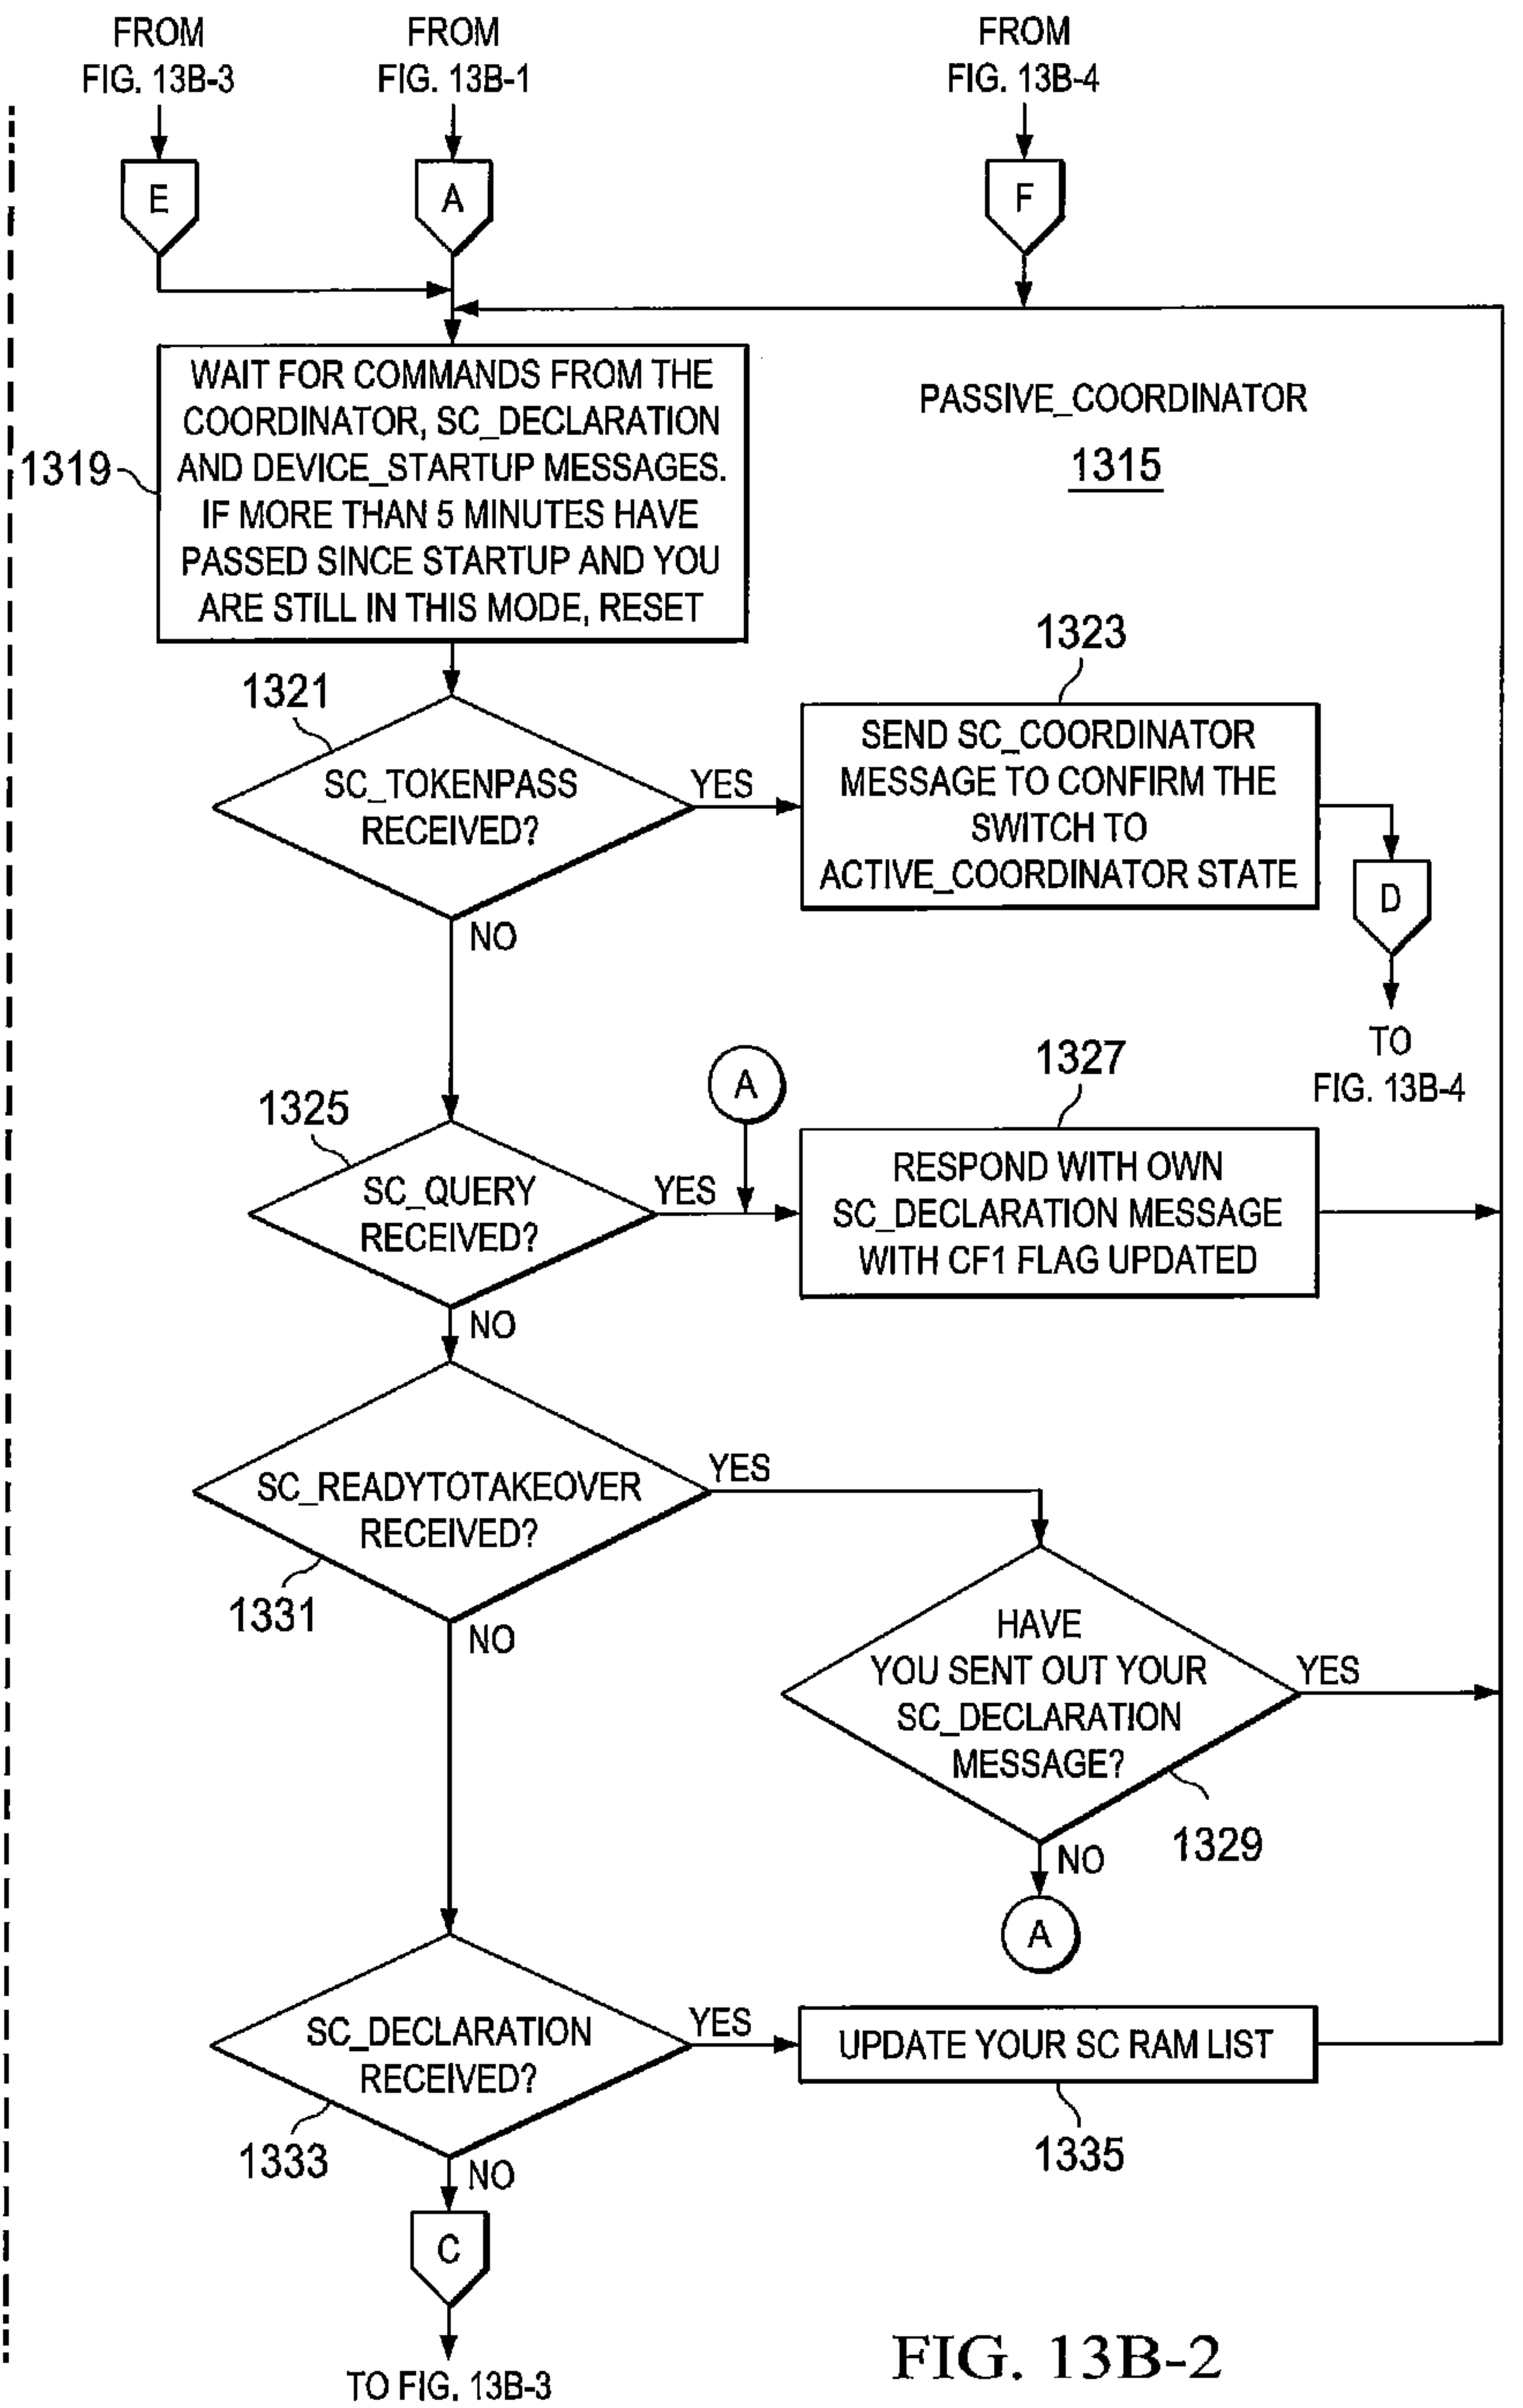 FROM
FIG. 13B-3
FROM
FIG. 13B-1
FROM
FIG. 13B-4
E
A
F
WAIT FOR COMMANDS FROM THE
COORDINATOR, SC_DECLARATION
AND DEVICE_STARTUP MESSAGES.
IF MORE THAN 5 MINUTES HAVE
PASSED SINCE STARTUP AND YOU
ARE STILL IN THIS MODE, RESET
1319
PASSIVE_COORDINATOR
1315
1321
SC_TOKENPASS
RECEIVED?
YES
NO
1323
SEND SC_COORDINATOR
MESSAGE TO CONFIRM THE
SWITCH TO
ACTIVE_COORDINATOR STATE
D
TO
FIG. 13B-4
1325
SC_QUERY
RECEIVED?
YES
NO
A
1327
RESPOND WITH OWN
SC_DECLARATION MESSAGE
WITH CF1 FLAG UPDATED
SC_READYTOTAKEOVER
RECEIVED?
YES
1331
NO
HAVE
YOU SENT OUT YOUR
SC_DECLARATION
MESSAGE?
YES
1329
NO
A
SC_DECLARATION
RECEIVED?
YES
1333
NO
UPDATE YOUR SC RAM LIST
1335
C
TO FIG. 13B-3
FIG. 13B-2